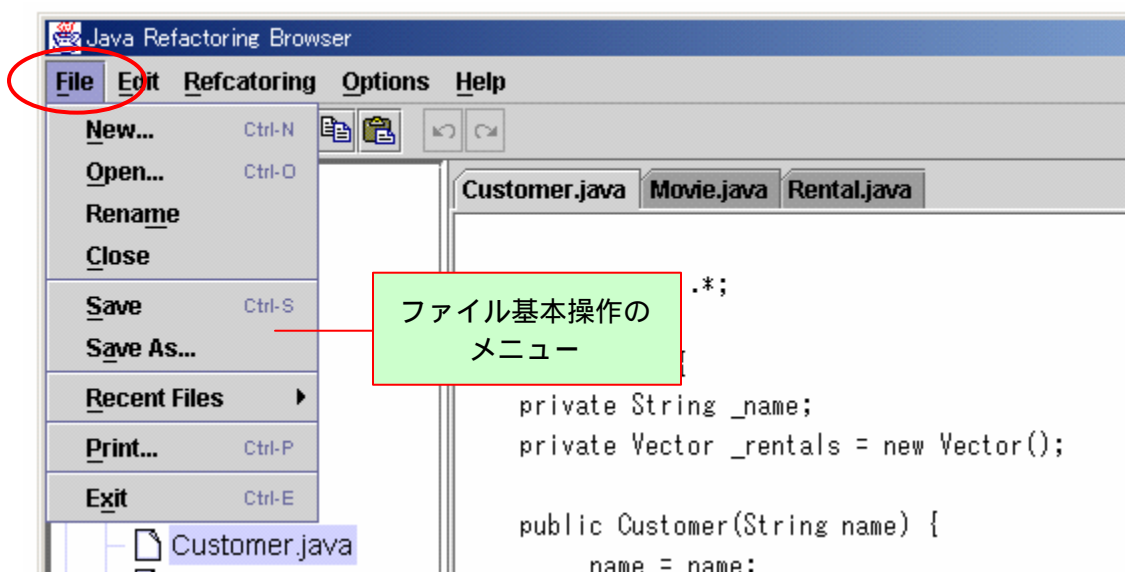 Java Refactoring Browser
File Edit Refcatoring Options Help
New... Ctrl-N
Open... Ctrl-O
Rename
Close
Save Ctrl-S
Save As...
Recent Files
Print... Ctrl-P
Exit Ctrl-E
Customer.java
ファイル基本操作の
メニュー
Customer.java Movie.java Rental.java
.*;
{
private String _name;
private Vector _rentals = new Vector();
public Customer(String name) {
name = name;